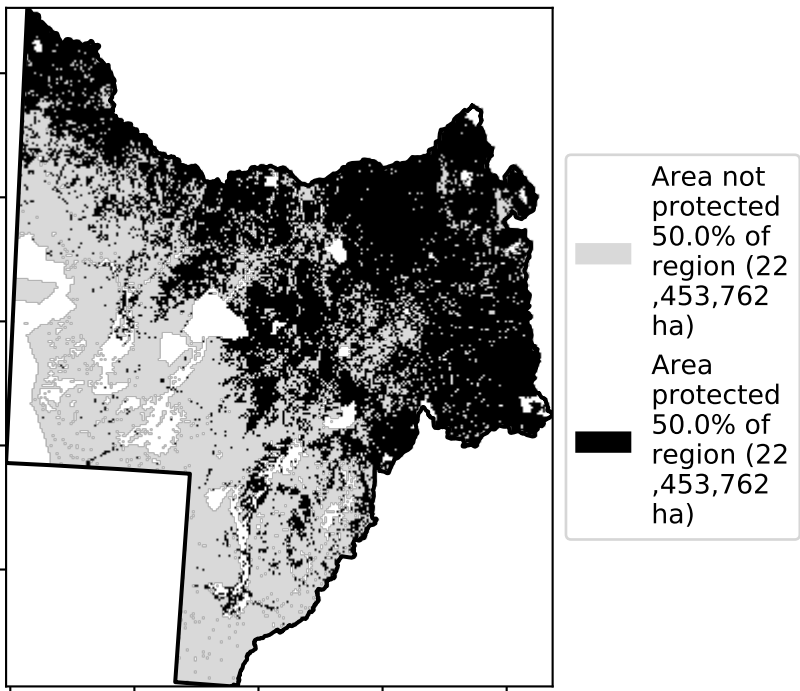 Area not
protected
50.0% of
region (22
,453,762
ha)
Area
protected
50.0% of
region (22
,453,762
ha)